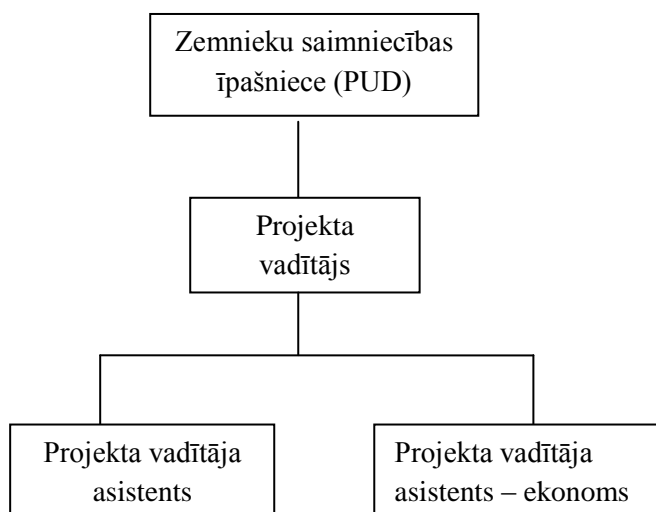 Zemnieku saimniecības
īpašniece (PUD)
Projekta
vadītājs
Projekta vadītāja
asistents
Projekta vadītāja
asistents – ekonoms